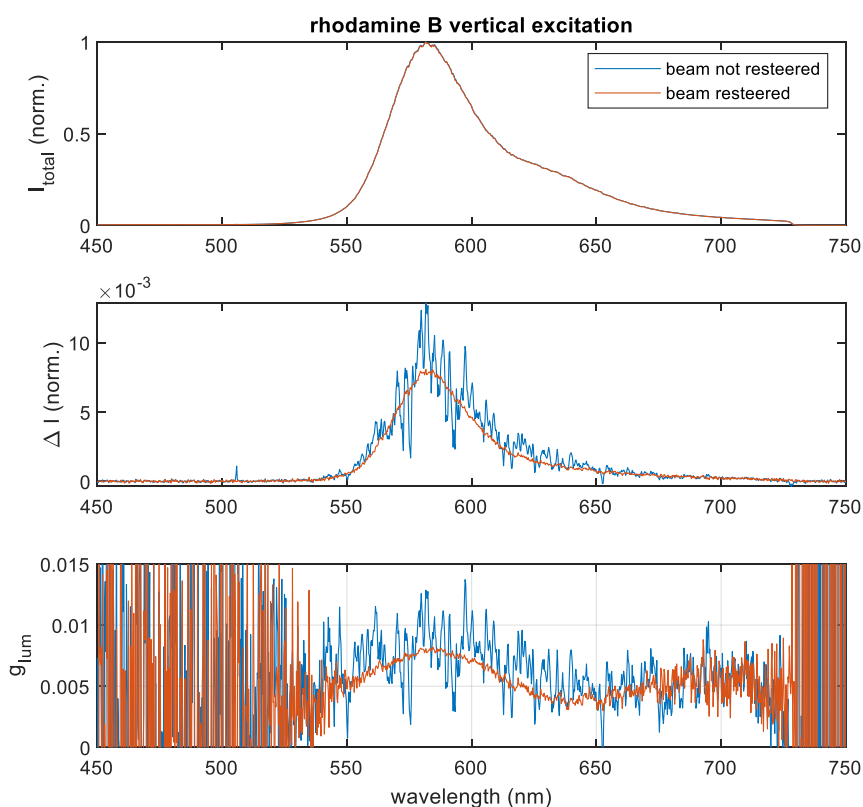 rhodamine B vertical excitation
1
0.5
0
I_total (norm.)
beam not resteered
beam resteered
450 500 550 600 650 700 750
×10^-3
10
5
0
Δ I (norm.)
450 500 550 600 650 700 750
0.015
0.01
0.005
0
g_lum
450 500 550 600 650 700 750
wavelength (nm)